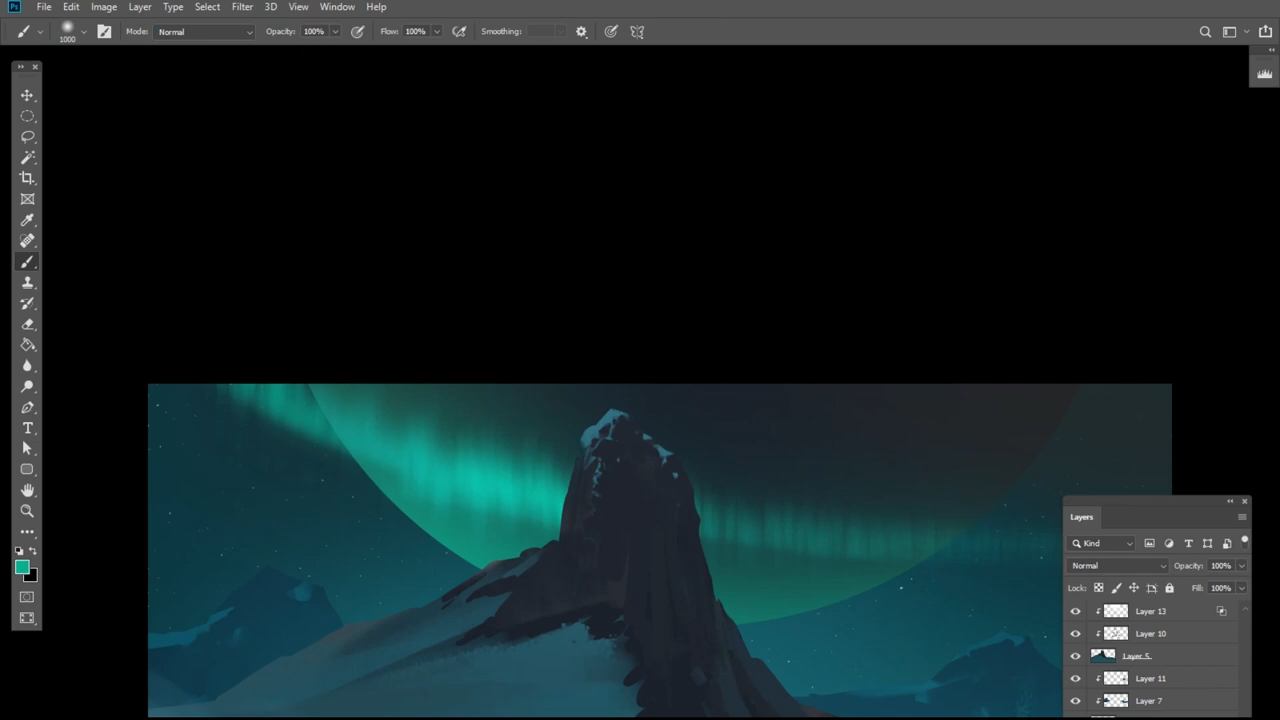 Ps File Edit Image Layer Type Select Filter 3D View Window Help
1000 Mode: Normal Opacity: 100% Flow: 100% Smoothing:
Layers
Kind
Normal Opacity: 100%
Lock: Fill: 100%
Layer 13
Layer 10
Layer 5
Layer 11
Layer 7